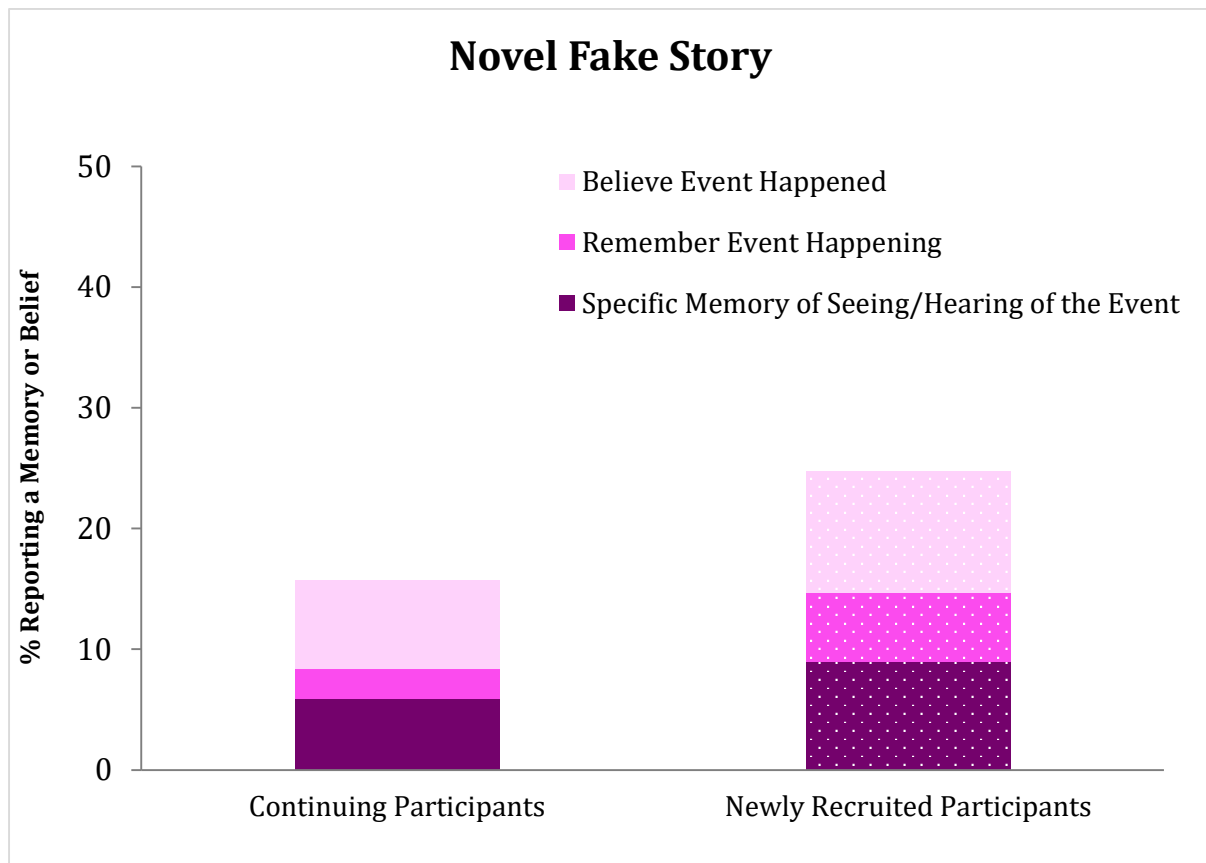 Novel Fake Story
% Reporting a Memory or Belief
50
40
30
20
10
0
Believe Event Happened
Remember Event Happening
Specific Memory of Seeing/Hearing of the Event
Continuing Participants
Newly Recruited Participants